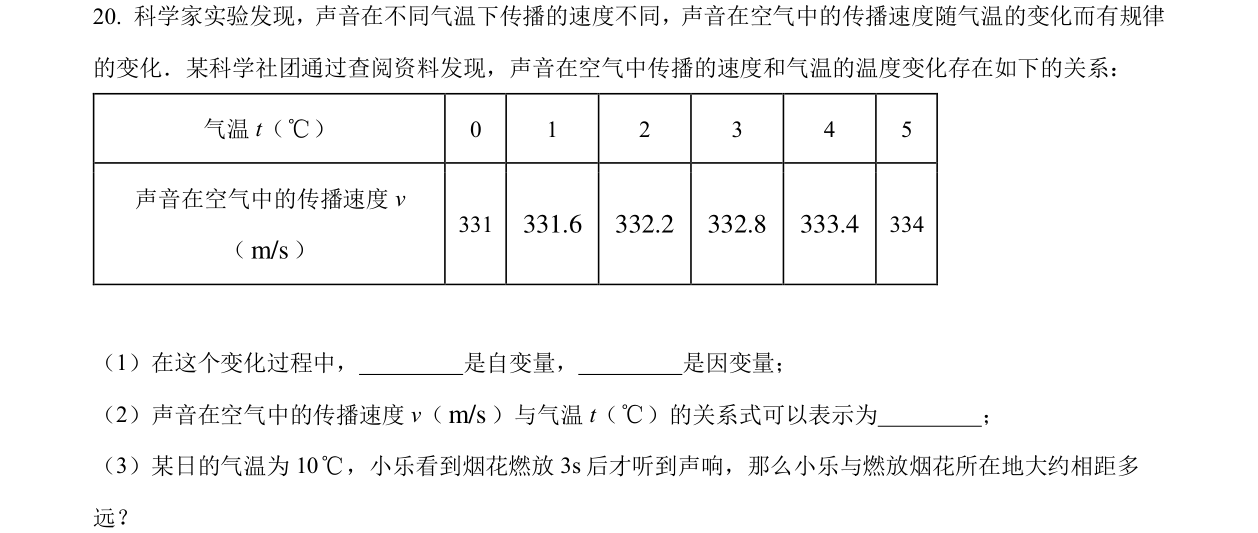 20. 科学家实验发现，声音在不同气温下传播的速度不同，声音在空气中的传播速度随气温的变化而有规律
的变化．某科学社团通过查阅资料发现，声音在空气中传播的速度和气温的温度变化存在如下的关系：
气温 t（℃） 0 1 2 3 4 5
声音在空气中的传播速度 v
（m/s） 331 331.6 332.2 332.8 333.4 334
（1）在这个变化过程中，_________是自变量，_________是因变量；
（2）声音在空气中的传播速度 v（m/s）与气温 t（℃）的关系式可以表示为_________；
（3）某日的气温为 10℃，小乐看到烟花燃放 3s 后才听到声响，那么小乐与燃放烟花所在地大约相距多
远？